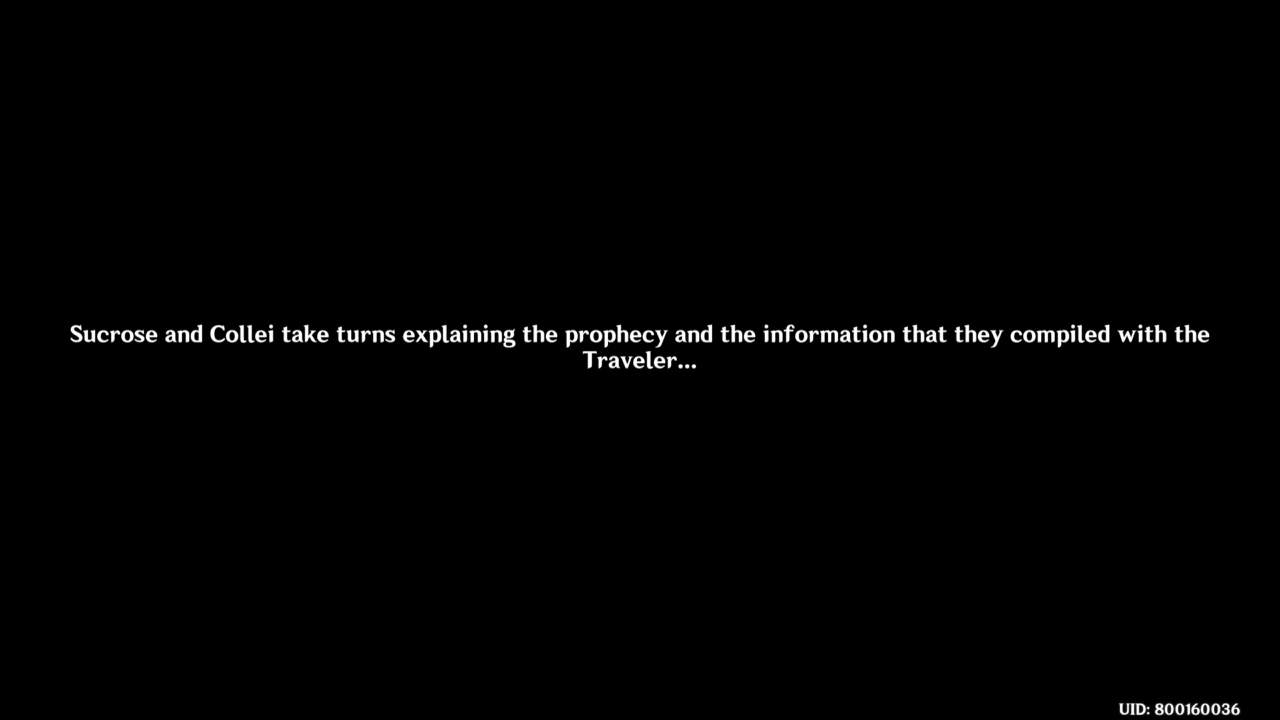 Sucrose and Collei take turns explaining the prophecy and the information that they compiled with the
Traveler...
UID: 800160036